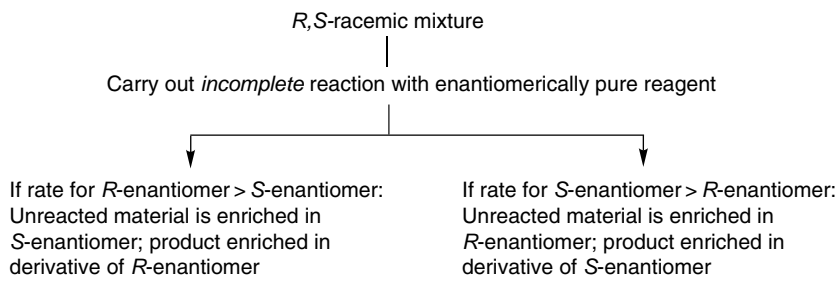 R,S-racemic mixture
Carry out incomplete reaction with enantiomerically pure reagent
If rate for R-enantiomer > S-enantiomer:
Unreacted material is enriched in
S-enantiomer; product enriched in
derivative of R-enantiomer
If rate for S-enantiomer > R-enantiomer:
Unreacted material is enriched in
R-enantiomer; product enriched in
derivative of S-enantiomer